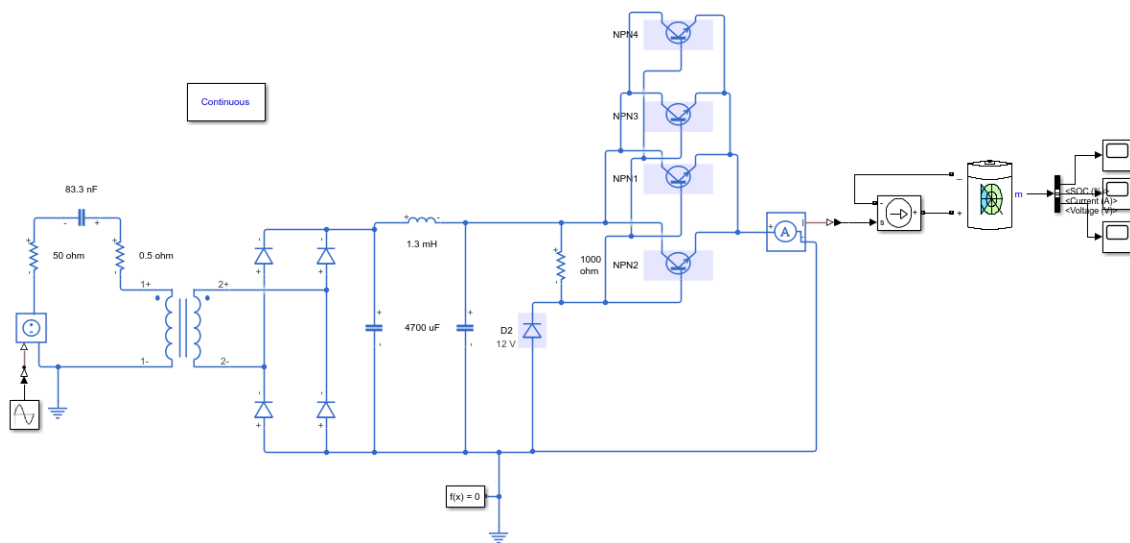 NPN4
Continuous
NPN3
NPN1
83.3 nF
50 ohm
0.5 ohm
1.3 mH
1000
ohm
NPN2
1+
2+
1-
2-
4700 uF
D2
12 V
A
I
s
m
<SOC (%)>
<Current (A)>
<Voltage (V)>
f(x) = 0